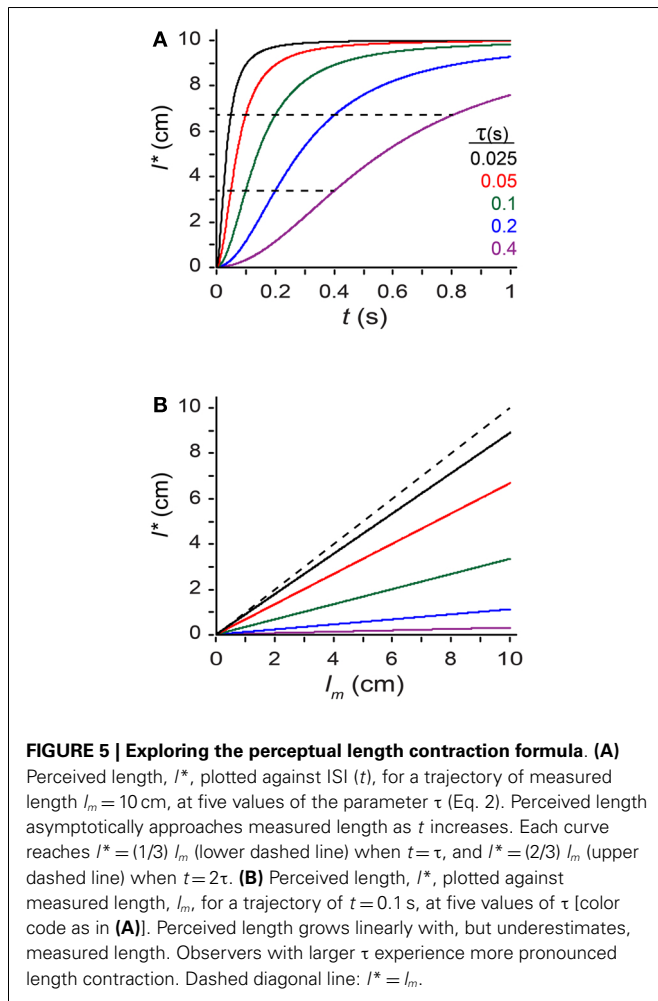 A
10
8
6
4
2
0
l* (cm)
τ(s)
0.025
0.05
0.1
0.2
0.4
0 0.2 0.4 0.6 0.8 1
t (s)
B
10
8
6
4
2
0
l* (cm)
0 2 4 6 8 10
lm (cm)
FIGURE 5 | Exploring the perceptual length contraction formula. (A)
Perceived length, l*, plotted against ISI (t), for a trajectory of measured
length lm = 10 cm, at five values of the parameter τ (Eq. 2). Perceived length
asymptotically approaches measured length as t increases. Each curve
reaches l* = (1/3) lm (lower dashed line) when t = τ, and l* = (2/3) lm (upper
dashed line) when t = 2τ. (B) Perceived length, l*, plotted against
measured length, lm, for a trajectory of t = 0.1 s, at five values of τ [color
code as in (A)]. Perceived length grows linearly with, but underestimates,
measured length. Observers with larger τ experience more pronounced
length contraction. Dashed diagonal line: l* = lm.